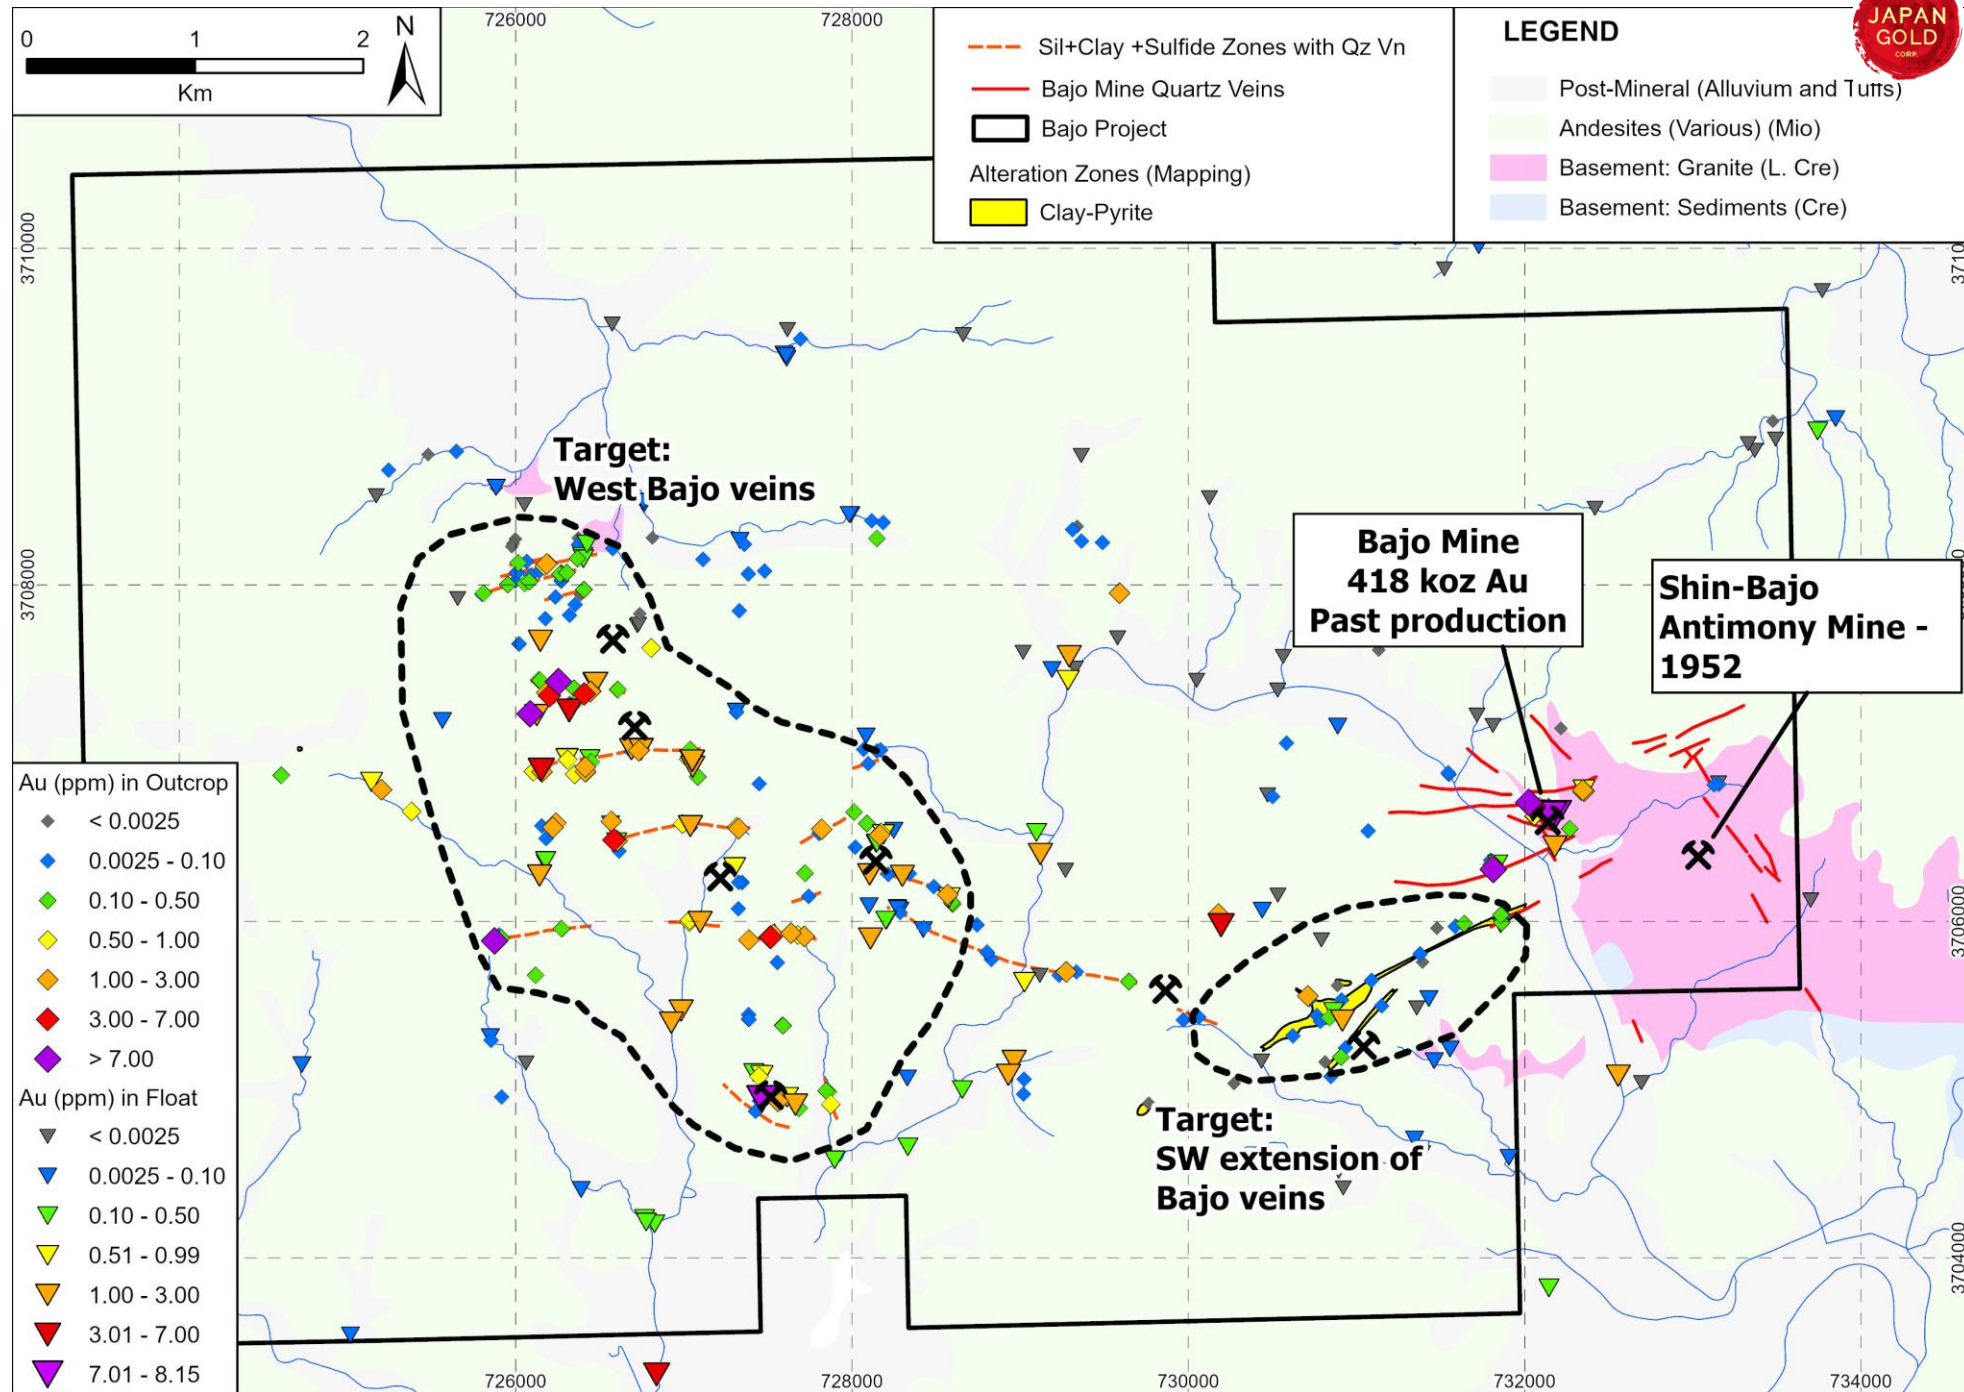 0 1 2
Km
N
726000
728000
Sil+Clay +Sulfide Zones with Qz Vn
Bajo Mine Quartz Veins
Bajo Project
Alteration Zones (Mapping)
Clay-Pyrite
LEGEND
Post-Mineral (Alluvium and Tuffs)
Andesites (Various) (Mio)
Basement: Granite (L. Cre)
Basement: Sediments (Cre)
JAPAN
GOLD
CORP.
3710000
3710
Target:
West Bajo veins
Bajo Mine
418 koz Au
Past production
Shin-Bajo
Antimony Mine -
1952
3708000
3706000
3704000
Target:
SW extension of
Bajo veins
Au (ppm) in Outcrop
< 0.0025
0.0025 - 0.10
0.10 - 0.50
0.50 - 1.00
1.00 - 3.00
3.00 - 7.00
> 7.00
Au (ppm) in Float
< 0.0025
0.0025 - 0.10
0.10 - 0.50
0.51 - 0.99
1.00 - 3.00
3.01 - 7.00
7.01 - 8.15
726000
728000
730000
732000
734000